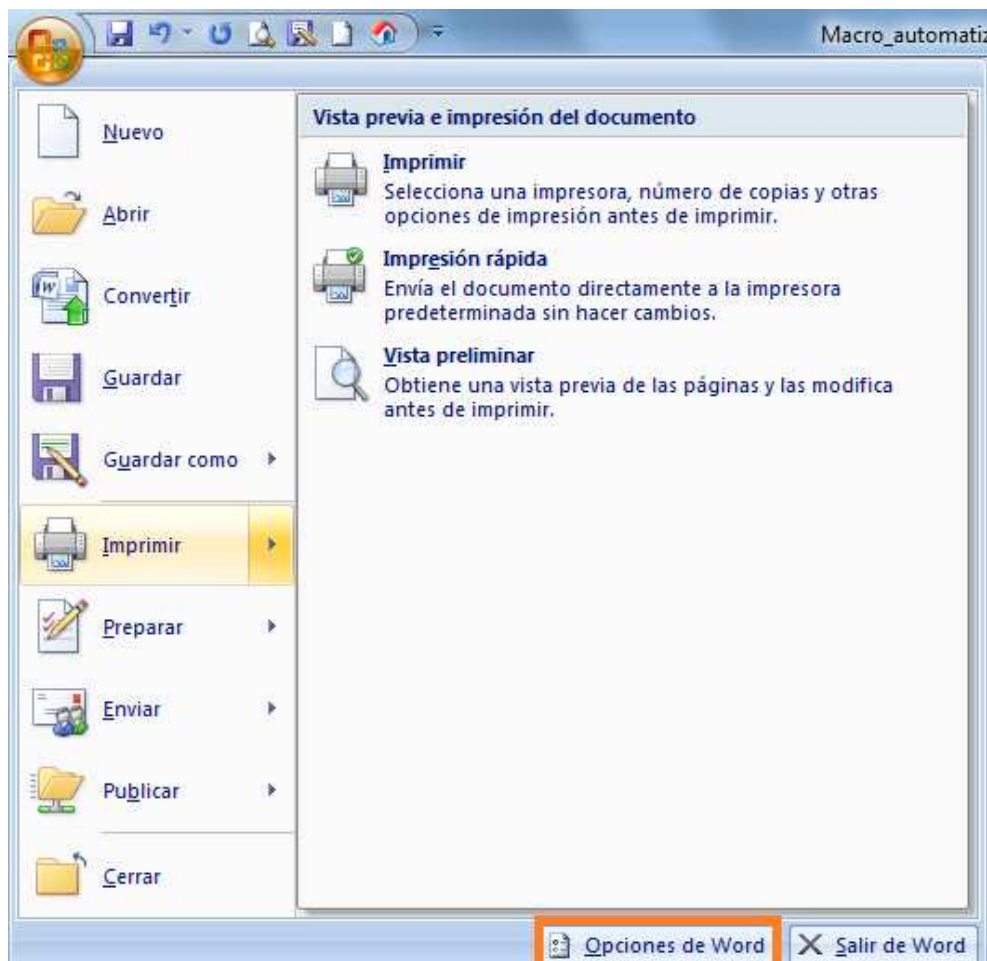 Macro_automatiz
Nuevo
Abrir
Convertir
Guardar
Guardar como
Imprimir
Preparar
Enviar
Publicar
Cerrar
Vista previa e impresión del documento
Imprimir
Selecciona una impresora, número de copias y otras
opciones de impresión antes de imprimir.
Impresión rápida
Envía el documento directamente a la impresora
predeterminada sin hacer cambios.
Vista preliminar
Obtiene una vista previa de las páginas y las modifica
antes de imprimir.
Opciones de Word
Salir de Word